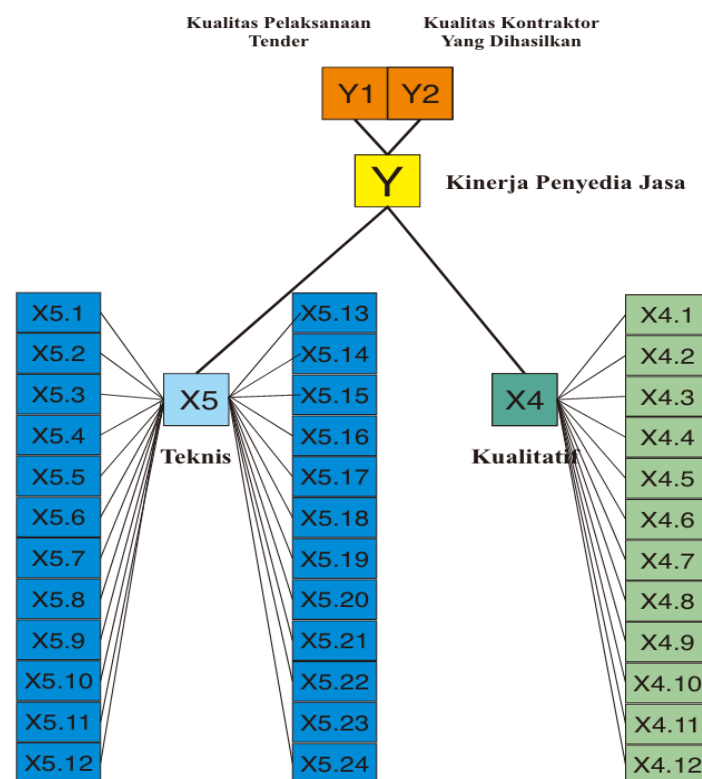 Kualitas Pelaksanaan
Tender
Kualitas Kontraktor
Yang Dihasilkan
Y1
Y2
Y
Kinerja Penyedia Jasa
X5.1
X5.2
X5.3
X5.4
X5.5
X5.6
X5.7
X5.8
X5.9
X5.10
X5.11
X5.12
X5
Teknis
X5.13
X5.14
X5.15
X5.16
X5.17
X5.18
X5.19
X5.20
X5.21
X5.22
X5.23
X5.24
X4
Kualitatif
X4.1
X4.2
X4.3
X4.4
X4.5
X4.6
X4.7
X4.8
X4.9
X4.10
X4.11
X4.12